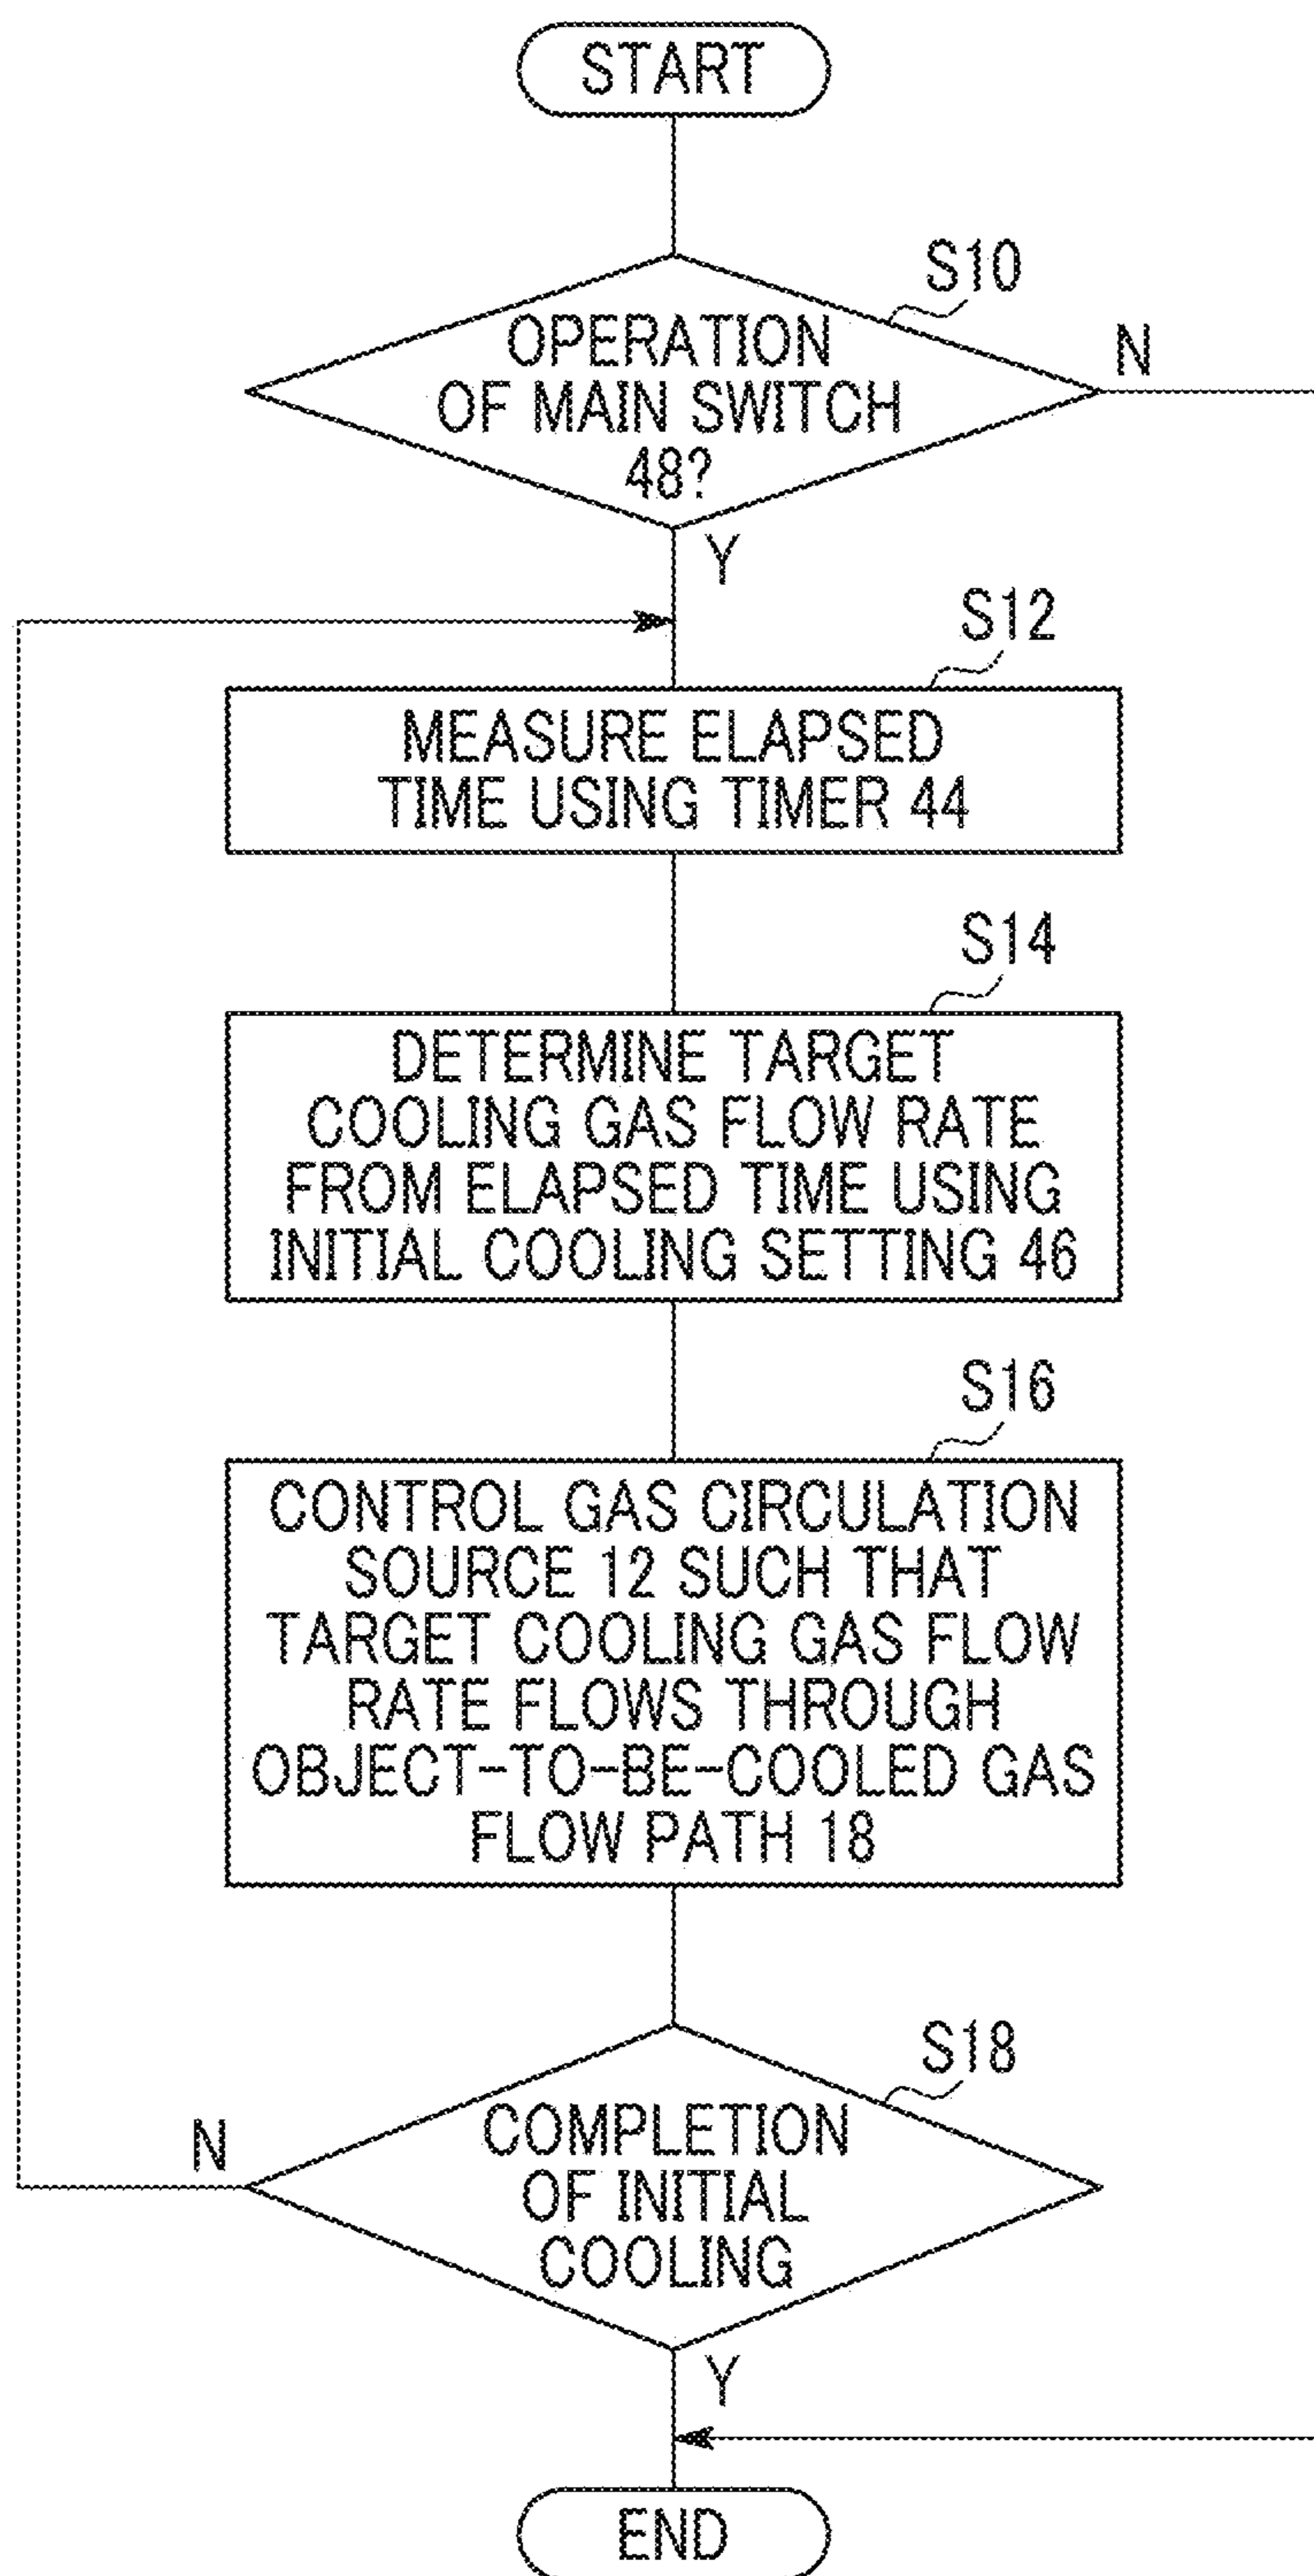 START
S10
OPERATION
OF MAIN SWITCH
48?
N
Y
S12
MEASURE ELAPSED
TIME USING TIMER 44
S14
DETERMINE TARGET
COOLING GAS FLOW RATE
FROM ELAPSED TIME USING
INITIAL COOLING SETTING 46
S16
CONTROL GAS CIRCULATION
SOURCE 12 SUCH THAT
TARGET COOLING GAS FLOW
RATE FLOWS THROUGH
OBJECT-TO-BE-COOLED GAS
FLOW PATH 18
S18
COMPLETION
OF INITIAL
COOLING
N
Y
END